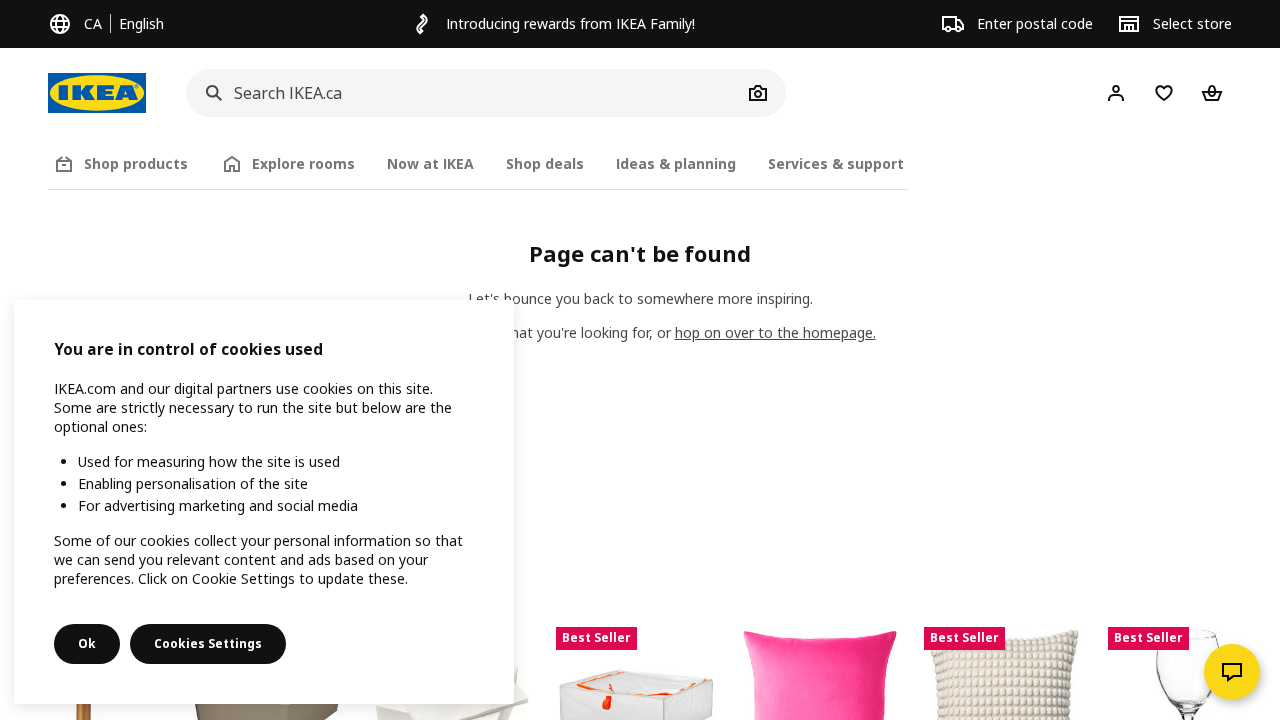 CA English
Introducing rewards from IKEA Family!
Enter postal code
Select store
IKEA
Search IKEA.ca
Shop products
Explore rooms
Now at IKEA
Shop deals
Ideas & planning
Services & support
Page can't be found
Let's bounce you back to somewhere more inspiring.
you're looking for, or hop on over to the homepage.
You are in control of cookies used
IKEA.com and our digital partners use cookies on this site.
Some are strictly necessary to run the site but below are the
optional ones:
Used for measuring how the site is used
Enabling personalisation of the site
For advertising marketing and social media
Some of our cookies collect your personal information so that
we can send you relevant content and ads based on your
preferences. Click on Cookie Settings to update these.
Ok
Cookies Settings
Best Seller
Best Seller
Best Seller